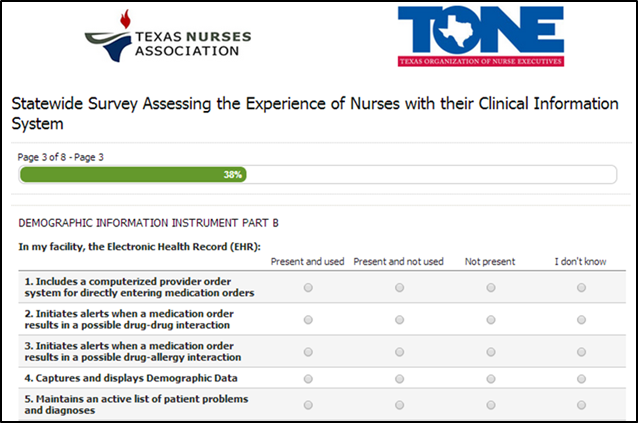 TEXAS NURSES
ASSOCIATION
TONE
TEXAS ORGANIZATION OF NURSE EXECUTIVES
Statewide Survey Assessing the Experience of Nurses with their Clinical Information
System
Page 3 of 8 - Page 3
38%
DEMOGRAPHIC INFORMATION INSTRUMENT PART B
In my facility, the Electronic Health Record (EHR):
Present and used Present and not used Not present I don't know
1. Includes a computerized provider order
system for directly entering medication orders
2. Initiates alerts when a medication order
results in a possible drug-drug interaction
3. Initiates alerts when a medication order
results in a possible drug-allergy interaction
4. Captures and displays Demographic Data
5. Maintains an active list of patient problems
and diagnoses